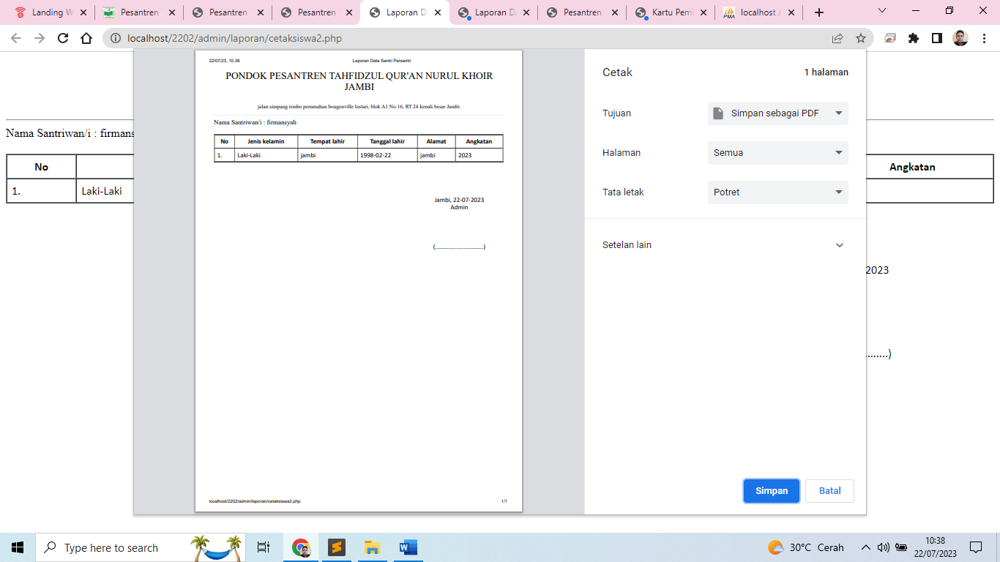 Landing W
Pesantren
Pesantren
Pesantren
Laporan Da
Laporan Da
Pesantren
Kartu Pem
PMA
localhost /
localhost/2202/admin/laporan/cetaksiswa2.php
22/07/23, 10.38
Laporan Data Santri Persantri
PONDOK PESANTREN TAHFIDZUL QUR'AN NURUL KHOIR
JAMBI
jalan simpang rimbo perumahan bougenville lestari, blok A1 No.16, RT 24 kenali besar Jambi.
Nama Santriwan/i : firmansyah
No Jenis kelamin Tempat lahir Tanggal lahir Alamat Angkatan
1. Laki-Laki jambi 1998-02-22 jambi 2023
Jambi, 22-07-2023
Admin
(............................)
localhost/2202/admin/laporan/cetaksiswa2.php
1/1
Nama Santriwan/i : firmans
No
1. Laki-Laki
Angkatan
2023
........)
Cetak
1 halaman
Tujuan
Simpan sebagai PDF
Halaman
Semua
Tata letak
Potret
Setelan lain
Simpan
Batal
Type here to search
30°C Cerah
10:38
22/07/2023